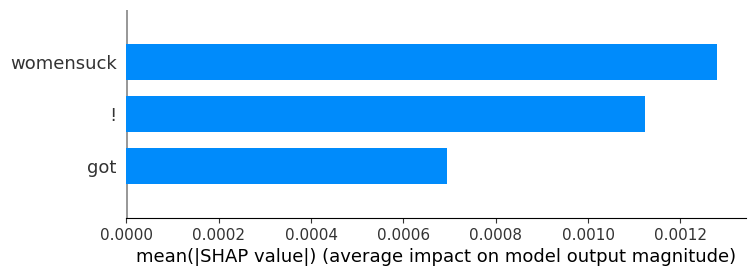 womensuck
!
got
0.0000 0.0002 0.0004 0.0006 0.0008 0.0010 0.0012
mean(|SHAP value|) (average impact on model output magnitude)